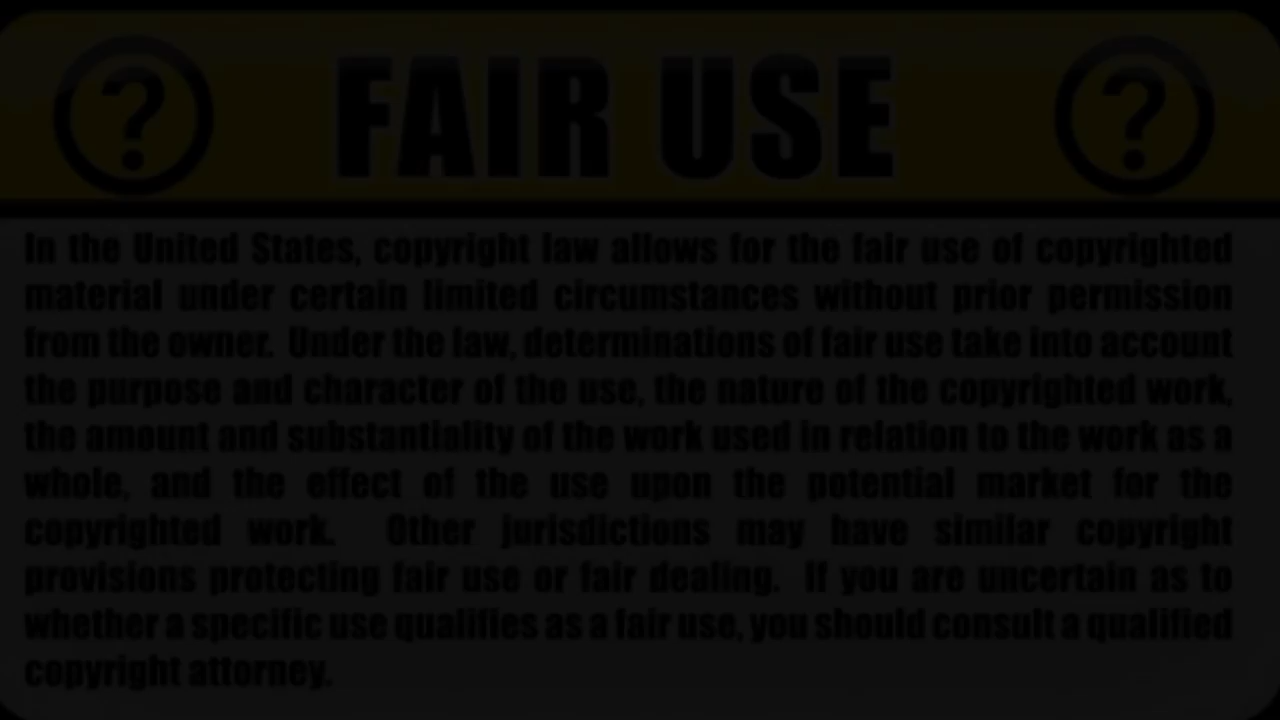 ? FAIR USE ?
In the United States, copyright law allows for the fair use of copyrighted
material under certain limited circumstances without prior permission
from the owner. Under the law, determinations of fair use take into account
the purpose and character of the use, the nature of the copyrighted work,
the amount and substantiality of the work used in relation to the work as a
whole, and the effect of the use upon the potential market for the
copyrighted work. Other jurisdictions may have similar copyright
provisions protecting fair use or fair dealing. If you are uncertain as to
whether a specific use qualifies as a fair use, you should consult a qualified
copyright attorney.